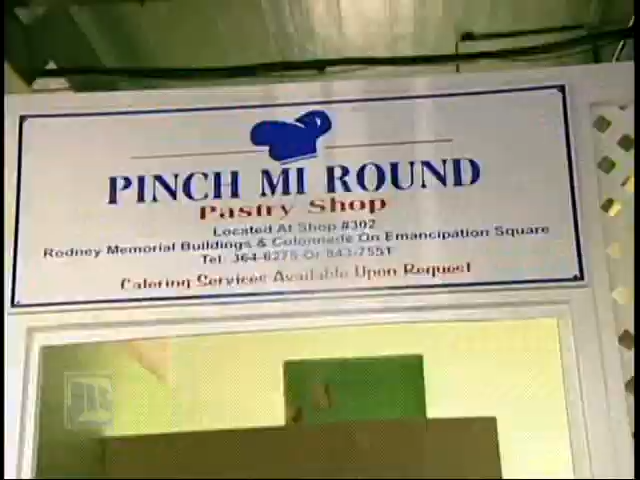 PINCH MI ROUND
Pastry Shop
Located At Shop #302
Rodney Memorial Buildings & Colonnade On Emancipation Square
Tel: 364-6275 Or 843-7551
Catering Services Available Upon Request